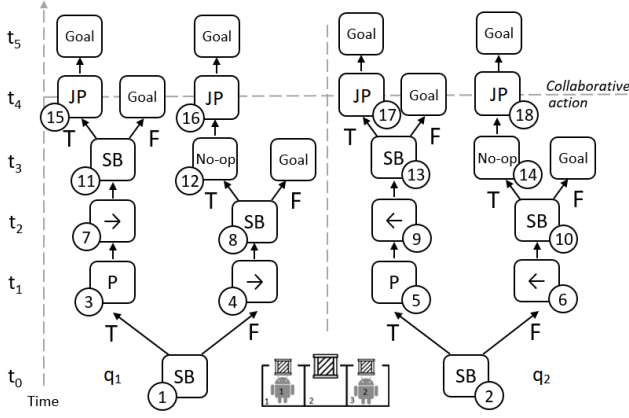 t5 Goal Goal Goal Goal
t4 JP Goal JP JP Goal JP Collaborative
action
15 16 17 18
T F T F
t3 SB No-op Goal SB No-op Goal
11 12 13 14
T F T F
t2 → SB ← SB
7 8 9 10
t1 P → P ←
3 4 5 6
T F T F
t0 q1 SB SB q2
1 2
1 2 3
1 2
Time